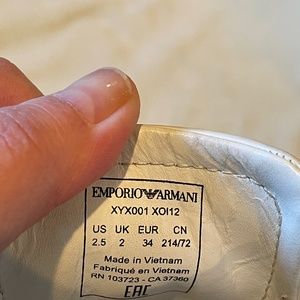 EMPORIO ARMANI
XYX001 XOI12
US UK EUR CN
2.5 2 34 214/72
Made in Vietnam
Fabriqué en Vietnam
RN 103723 - CA 37360
EAC